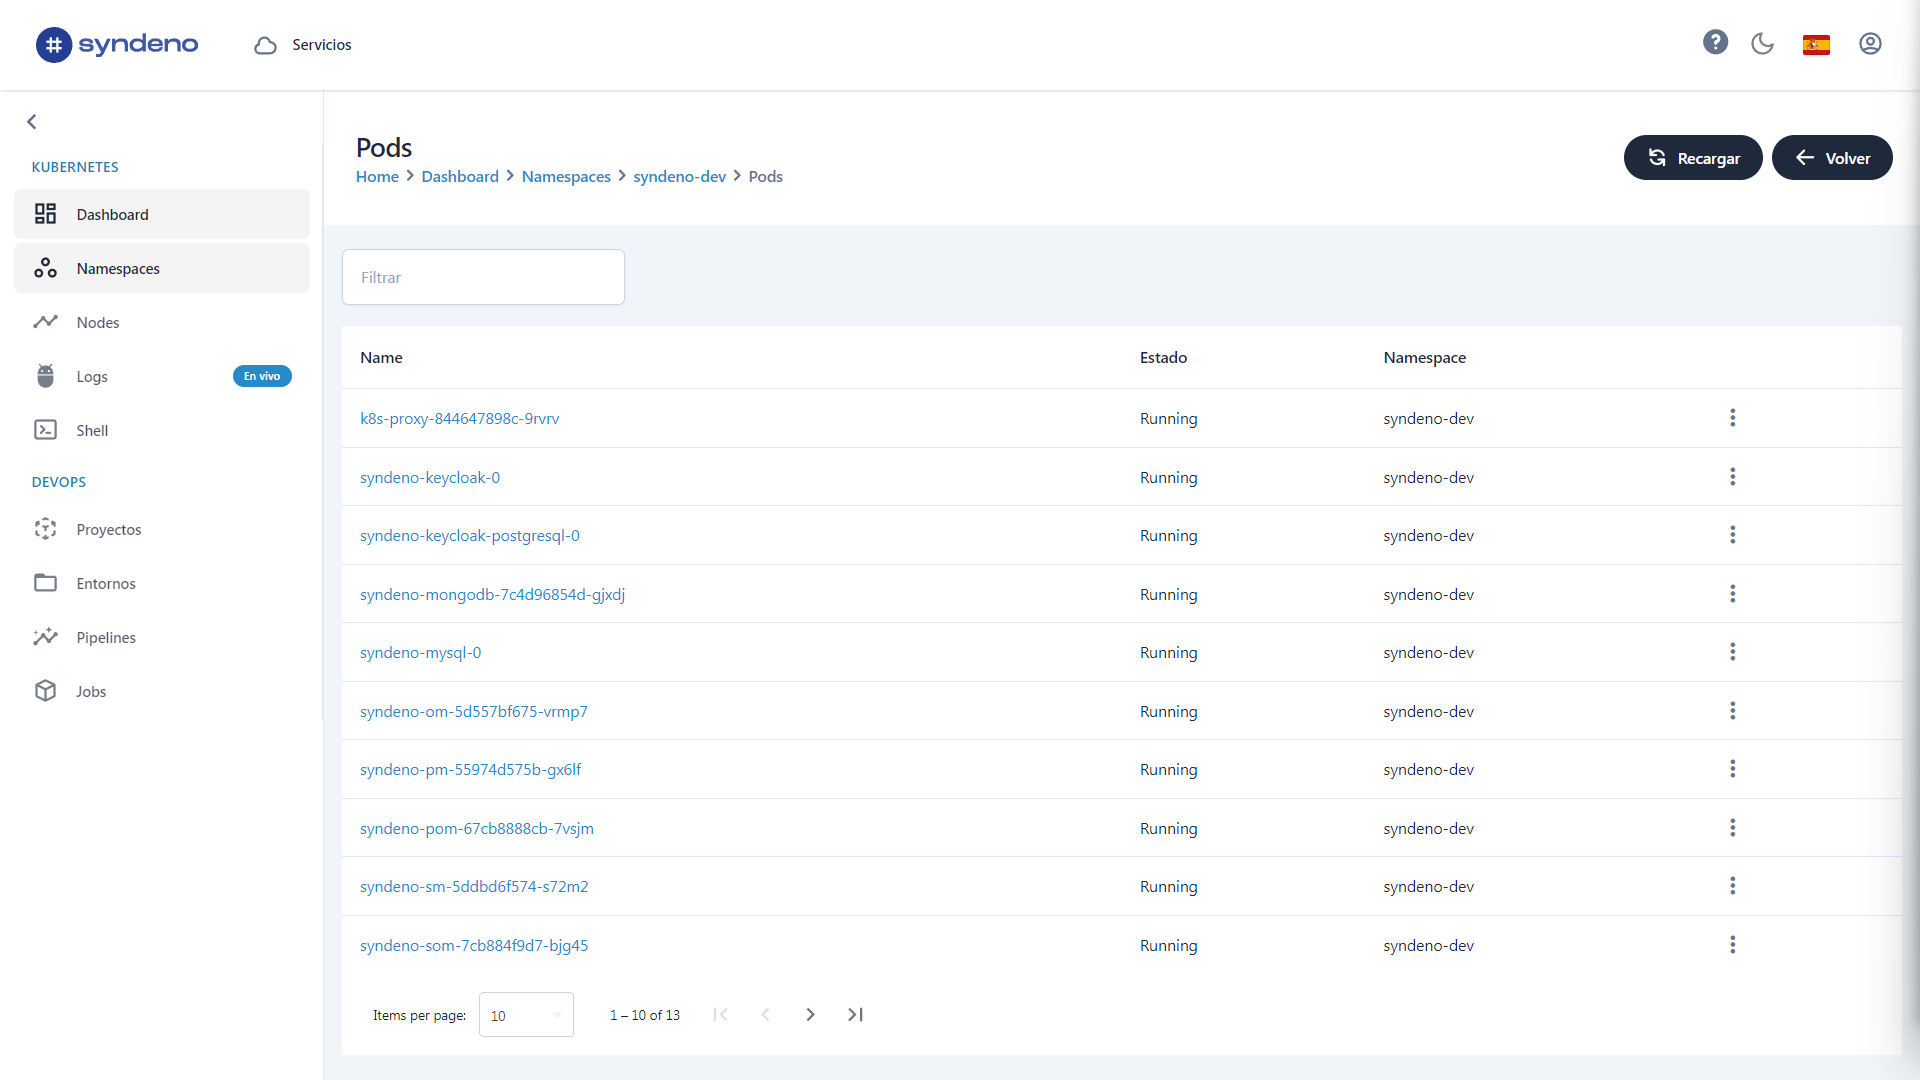 # syndeno
Servicios
?
KUBERNETES
Dashboard
Namespaces
Nodes
Logs
En vivo
Shell
DEVOPS
Proyectos
Entornos
Pipelines
Jobs
Pods
Home > Dashboard > Namespaces > syndeno-dev > Pods
Recargar
Volver
Filtrar
Name Estado Namespace
k8s-proxy-844647898c-9rvrv Running syndeno-dev
syndeno-keycloak-0 Running syndeno-dev
syndeno-keycloak-postgresql-0 Running syndeno-dev
syndeno-mongodb-7c4d96854d-gjxdj Running syndeno-dev
syndeno-mysql-0 Running syndeno-dev
syndeno-om-5d557bf675-vrmp7 Running syndeno-dev
syndeno-pm-55974d575b-gx6lf Running syndeno-dev
syndeno-pom-67cb8888cb-7vsjm Running syndeno-dev
syndeno-sm-5ddbd6f574-s72m2 Running syndeno-dev
syndeno-som-7cb884f9d7-bjg45 Running syndeno-dev
Items per page: 10 1 – 10 of 13